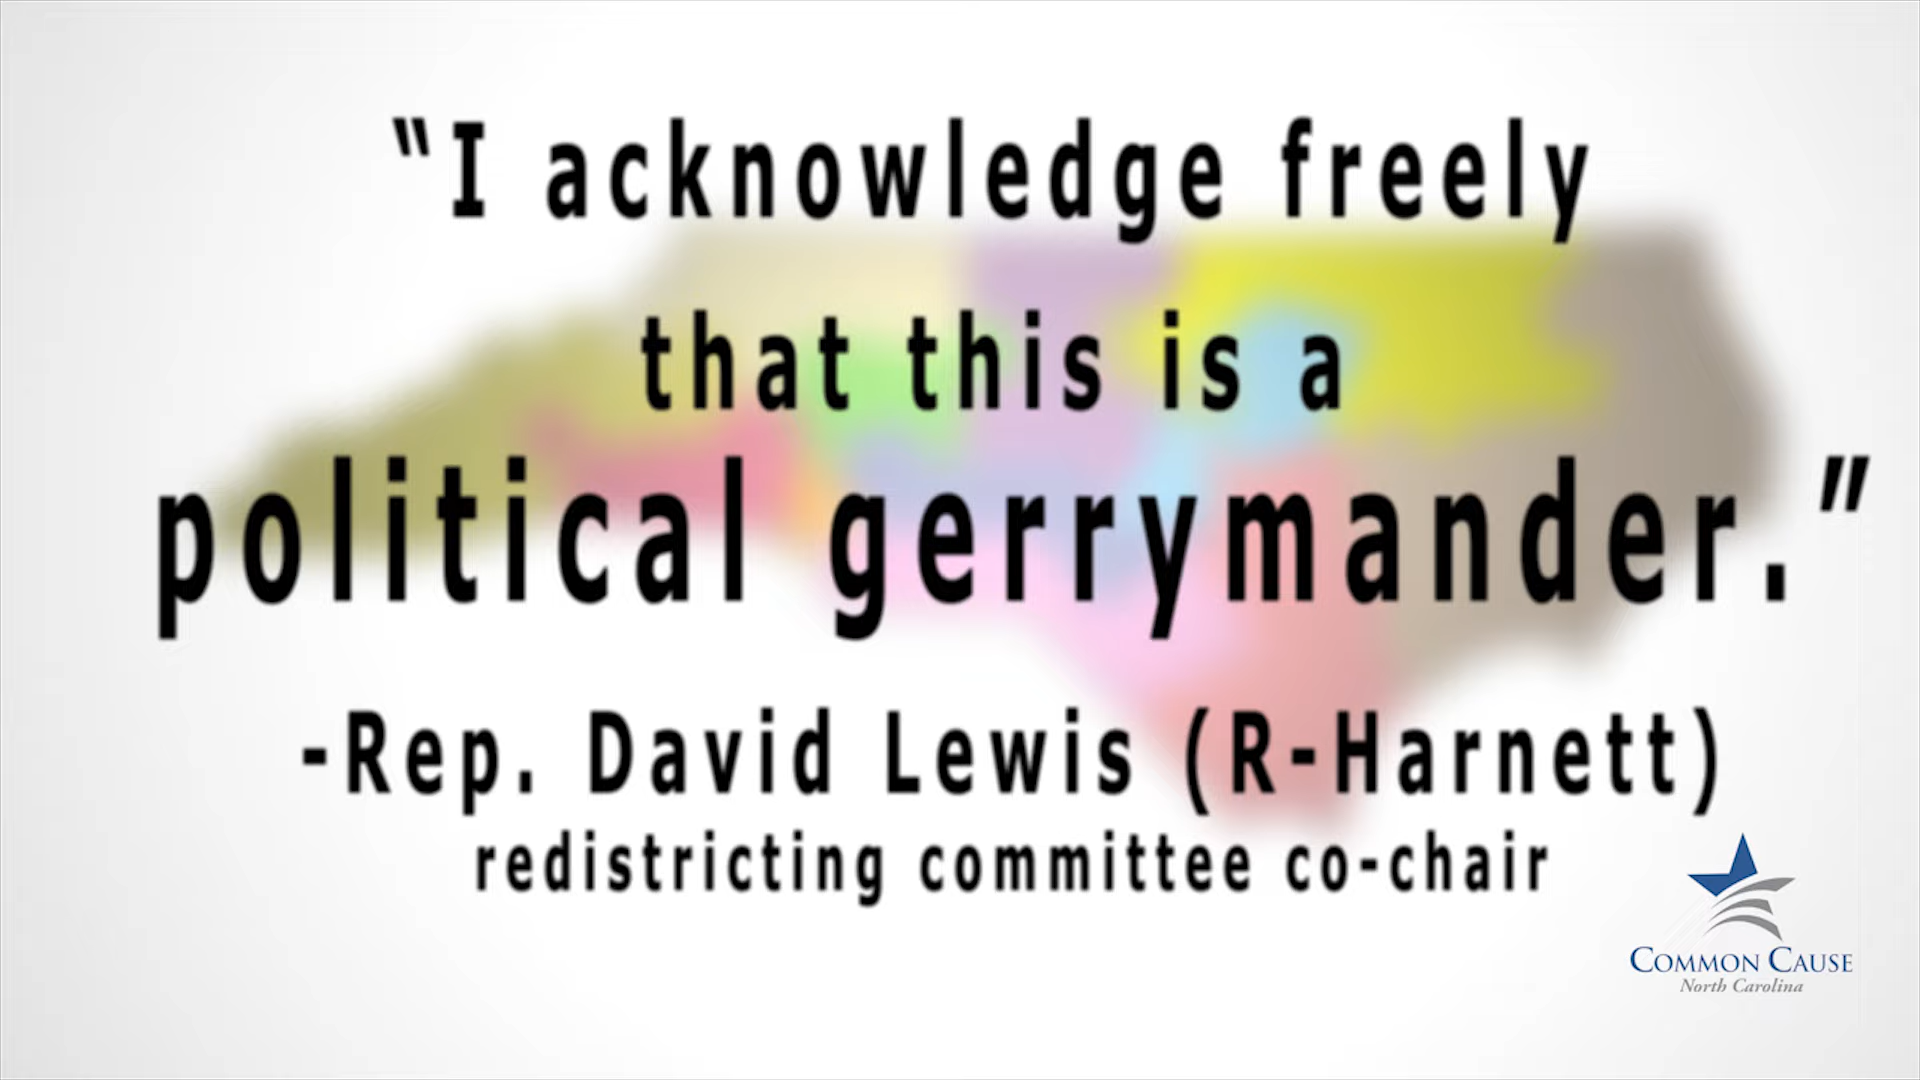 “I acknowledge freely
that this is a
political gerrymander.”
-Rep. David Lewis (R-Harnett)
redistricting committee co-chair
COMMON CAUSE
North Carolina